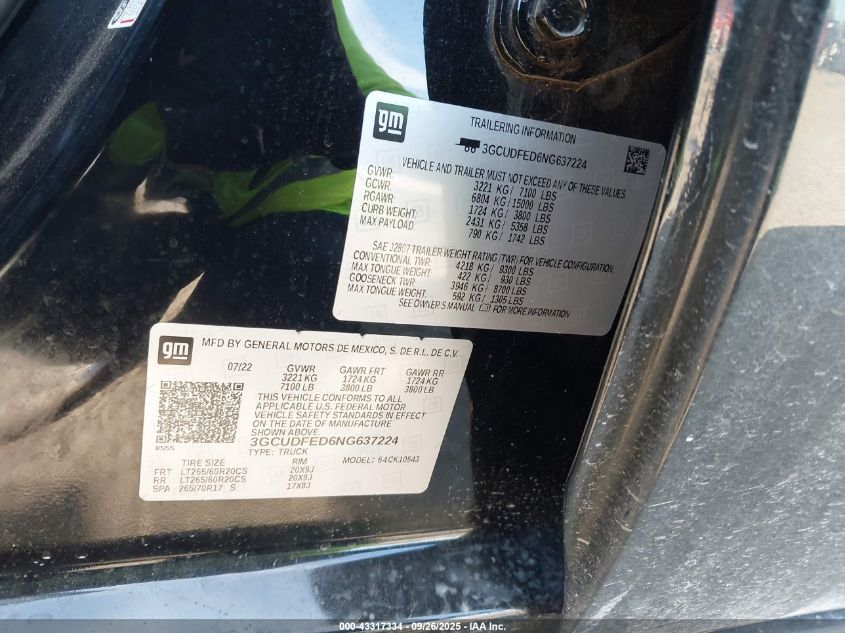 gm
TRAILERING INFORMATION
3GCUDFED6NG637224
VEHICLE AND TRAILER MUST NOT EXCEED ANY OF THESE VALUES
GVWR: 3221 KG/ 7100 LBS
GCWR: 6804 KG/ 15000 LBS
RGAWR: 1724 KG/ 3800 LBS
CURB WEIGHT: 2431 KG/ 5358 LBS
MAX PAYLOAD: 790 KG/ 1742 LBS
SAE J2807 TRAILER WEIGHT RATING (TWR) FOR VEHICLE CONFIGURATION.
CONVENTIONAL TWR: 4218 KG/ 9300 LBS
MAX TONGUE WEIGHT: 422 KG/ 930 LBS
GOOSENECK TWR: 3946 KG/ 8700 LBS
MAX TONGUE WEIGHT: 592 KG/ 1305 LBS
SEE OWNER'S MANUAL FOR MORE INFORMATION
gm
MFD BY GENERAL MOTORS DE MEXICO, S. DE R.L. DE C.V.
07/22 GVWR GAWR FRT GAWR RR
3221 KG 1724 KG 1724 KG
7100 LB 3800 LB 3800 LB
THIS VEHICLE CONFORMS TO ALL
APPLICABLE U.S. FEDERAL MOTOR
VEHICLE SAFETY STANDARDS IN EFFECT
ON THE DATE OF MANUFACTURE
SHOWN ABOVE.
3GCUDFED6NG637224
TYPE: TRUCK MODEL: 64CK10543
TIRE SIZE RIM
FRT LT265/60R20CS 20X9J
RR LT265/60R20CS 20X9J
SPA 265/70R17 S 17X8J
00-43317334 - 09/26/2025 - IAA Inc.